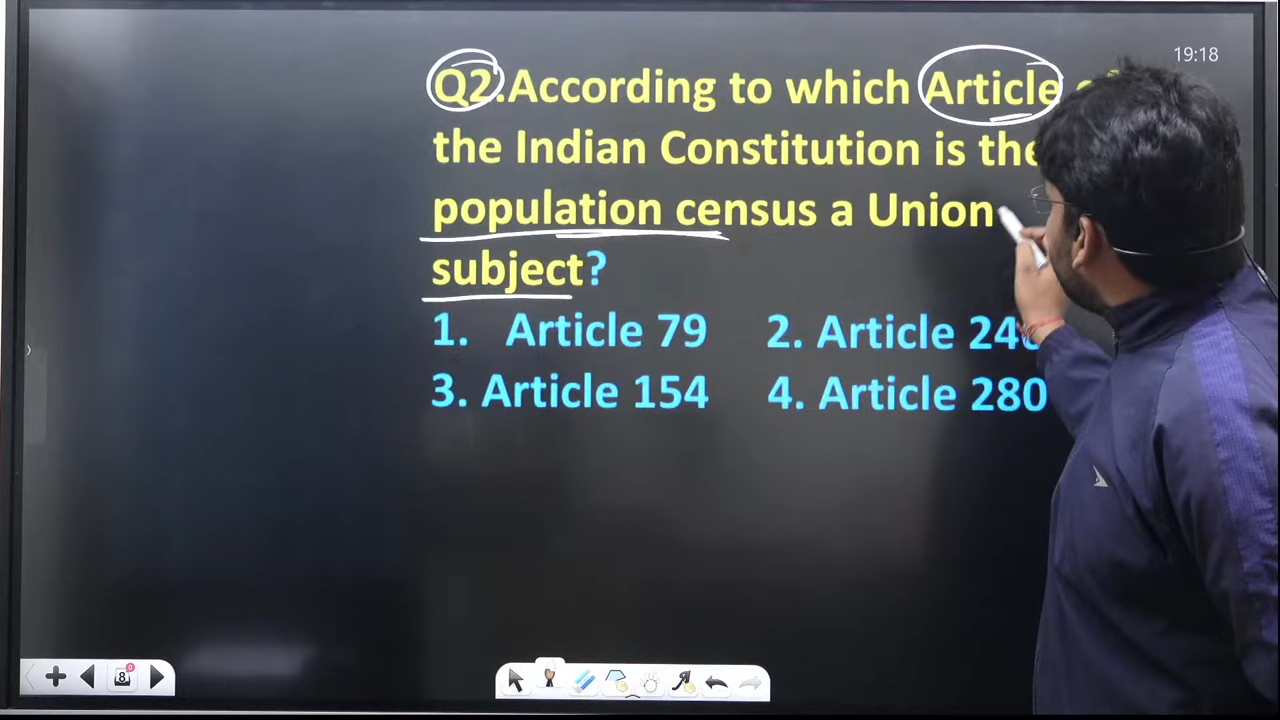 19:18
Q2.According to which Article
the Indian Constitution is the
population census a Union
subject?
1. Article 79 2. Article
3. Article 154 4. Article 280
8
0